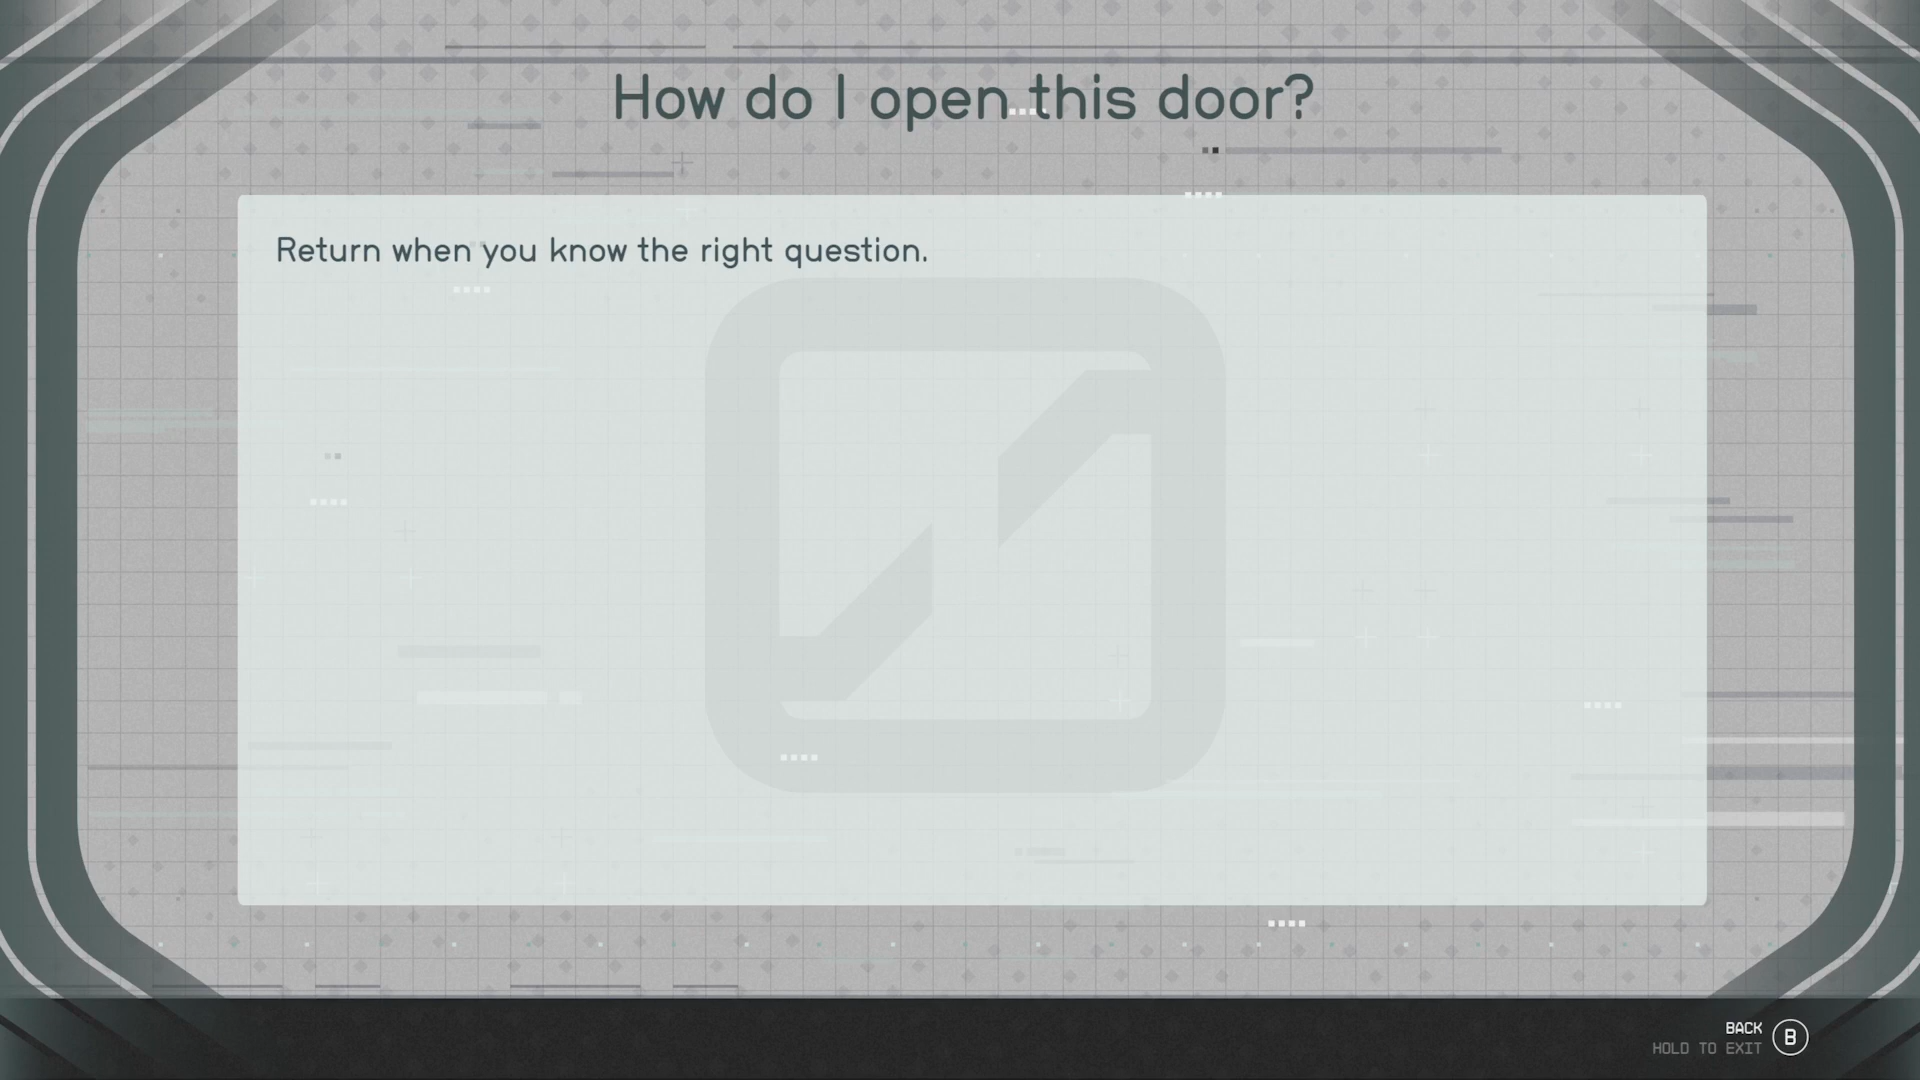 How do I open this door?
Return when you know the right question.
BACK
HOLD TO EXIT
B